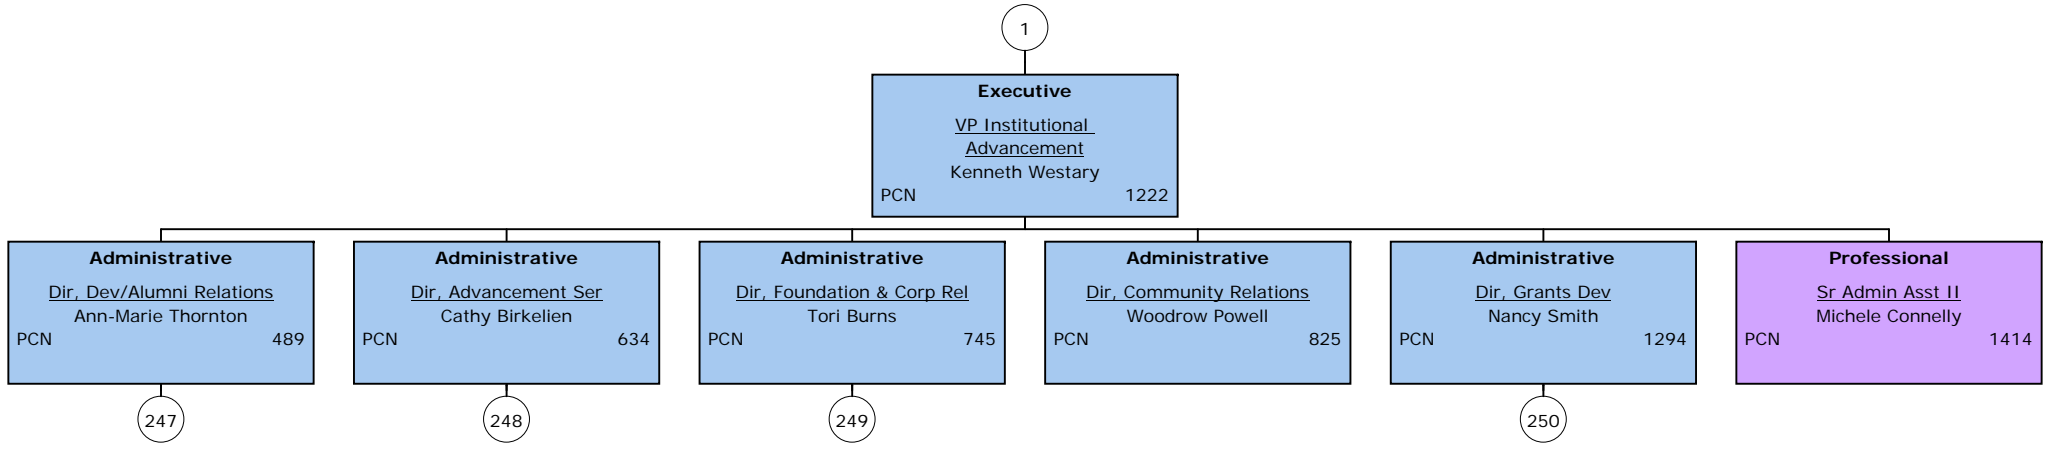 1
Executive
VP Institutional
Advancement
Kenneth Westary
PCN 1222
Administrative
Dir, Dev/Alumni Relations
Ann-Marie Thornton
PCN 489
247
Administrative
Dir, Advancement Ser
Cathy Birkelien
PCN 634
248
Administrative
Dir, Foundation & Corp Rel
Tori Burns
PCN 745
249
Administrative
Dir, Community Relations
Woodrow Powell
PCN 825
Administrative
Dir, Grants Dev
Nancy Smith
PCN 1294
250
Professional
Sr Admin Asst II
Michele Connelly
PCN 1414